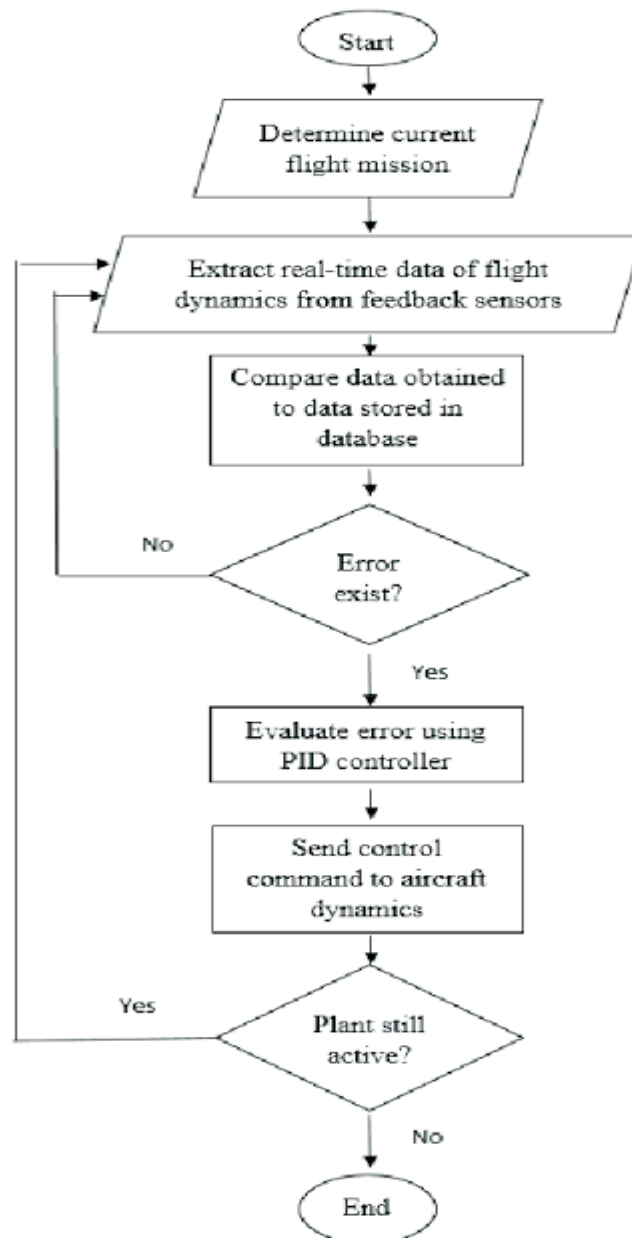 Start
Determine current
flight mission
Extract real-time data of flight
dynamics from feedback sensors
Compare data obtained
to data stored in
database
No
Error
exist?
Yes
Evaluate error using
PID controller
Send control
command to aircraft
dynamics
Yes
Plant still
active?
No
End